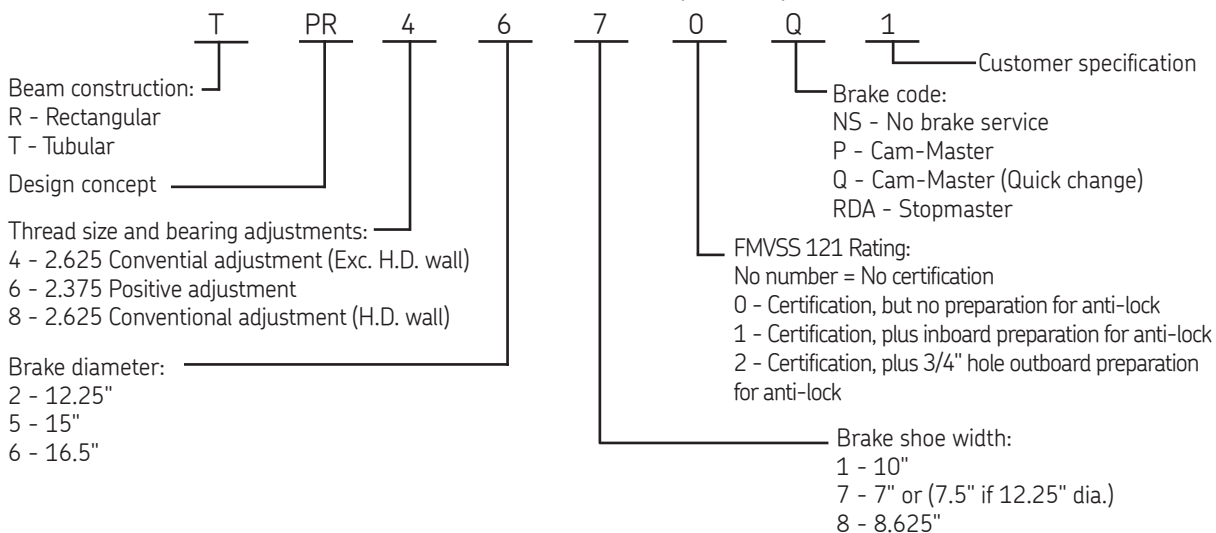 T PR 4 6 7 0 Q 1
Customer specification
Beam construction:
R - Rectangular
T - Tubular
Design concept
Thread size and bearing adjustments:
4 - 2.625 Convential adjustment (Exc. H.D. wall)
6 - 2.375 Positive adjustment
8 - 2.625 Conventional adjustment (H.D. wall)
Brake diameter:
2 - 12.25"
5 - 15"
6 - 16.5"
Brake code:
NS - No brake service
P - Cam-Master
Q - Cam-Master (Quick change)
RDA - Stopmaster
FMVSS 121 Rating:
No number = No certification
0 - Certification, but no preparation for anti-lock
1 - Certification, plus inboard preparation for anti-lock
2 - Certification, plus 3/4" hole outboard preparation
for anti-lock
Brake shoe width:
1 - 10"
7 - 7" or (7.5" if 12.25" dia.)
8 - 8.625"